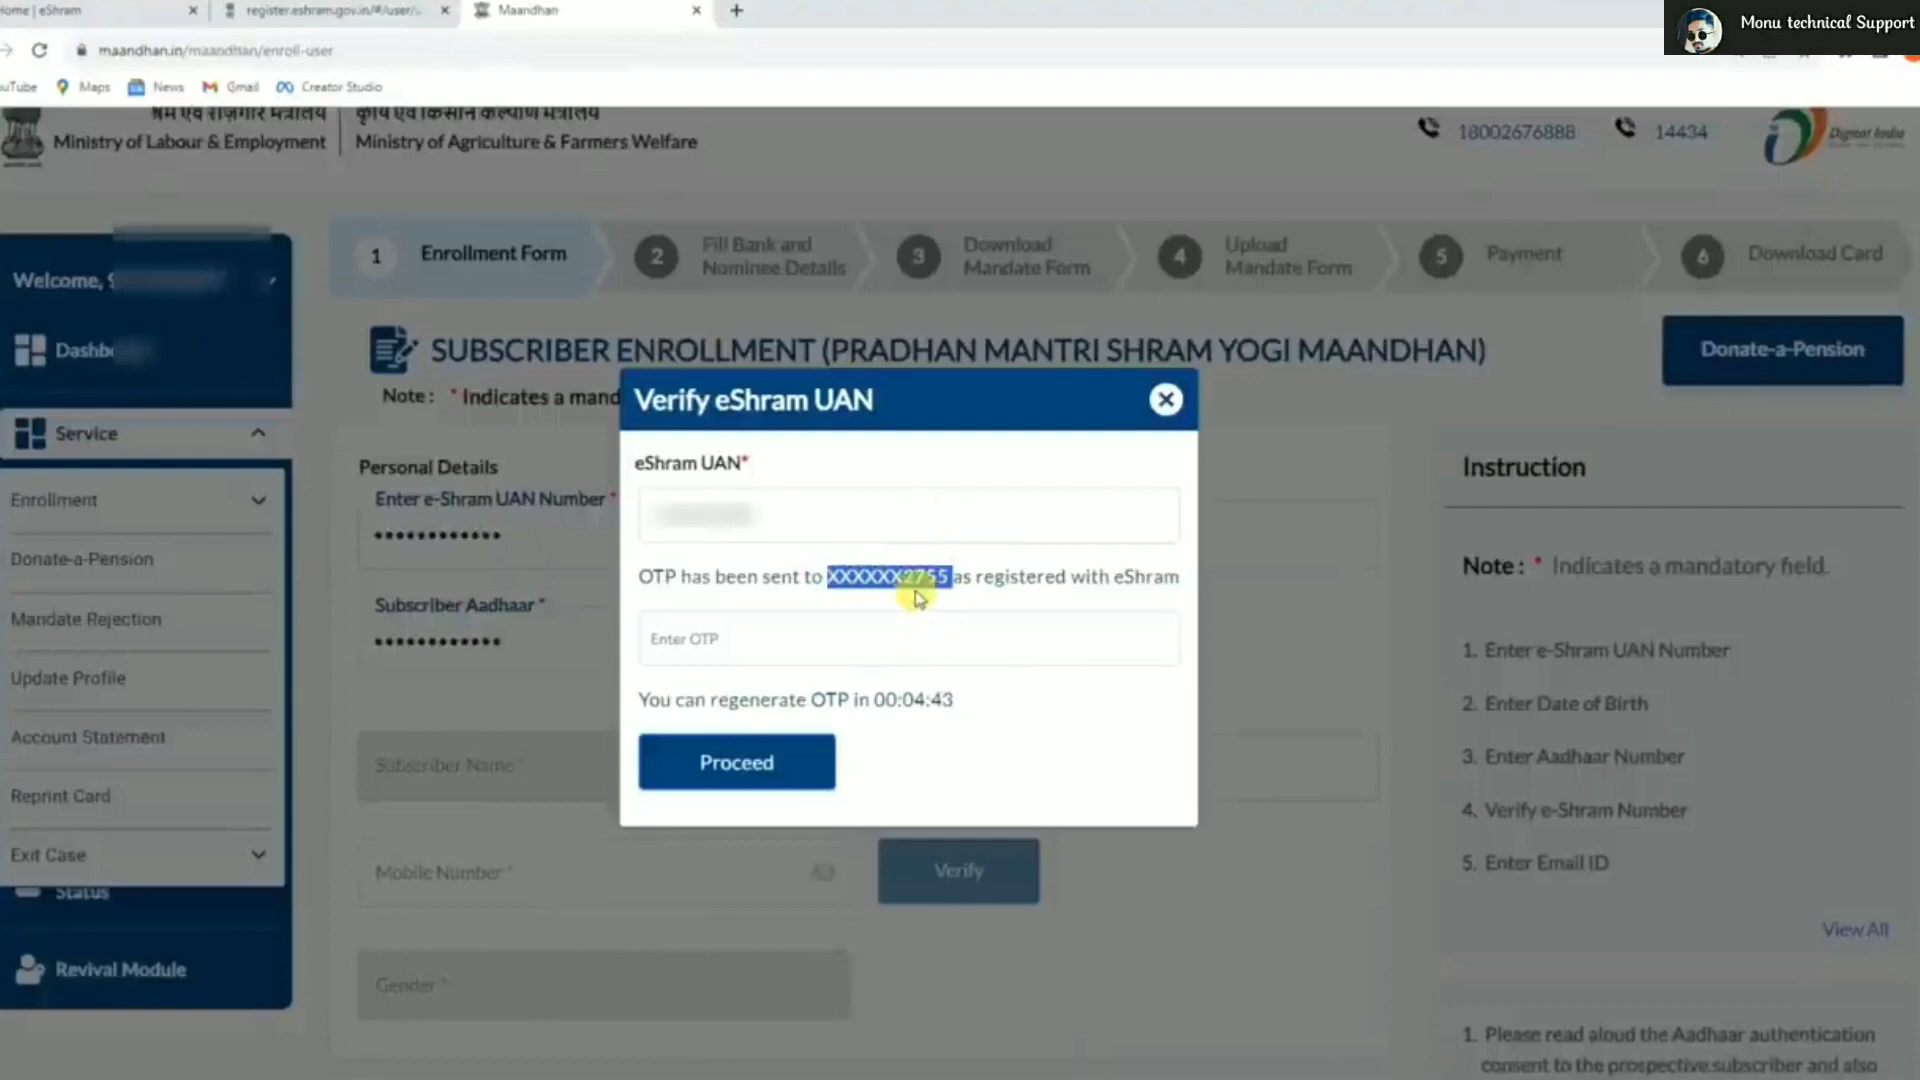 Home | eShram
register.eshram.gov.in/#/user/
Maandhan
Monu technical Support
maandhan.in/maandhan/enroll-user
Maps
News
Gmail
Creator Studio
Ministry of Labour & Employment
Ministry of Agriculture & Farmers Welfare
18002676888
14434
Digital India
1 Enrollment Form
2 Fill Bank and
Nominee Details
3 Download
Mandate Form
4 Upload
Mandate Form
5 Payment
6 Download Card
Welcome,
SUBSCRIBER ENROLLMENT (PRADHAN MANTRI SHRAM YOGI MAANDHAN)
Donate-a-Pension
Note : * Indicates a mand
Verify eShram UAN
eShram UAN*
OTP has been sent to XXXXXX2755 as registered with eShram
Enter OTP
You can regenerate OTP in 00:04:43
Proceed
Service
Enrollment
Donate-a-Pension
Mandate Rejection
Update Profile
Account Statement
Reprint Card
Exit Case
Status
Revival Module
Personal Details
Enter e-Shram UAN Number *
Subscriber Aadhaar *
Subscriber Name *
Mobile Number *
Verify
Gender *
Instruction
Note : * Indicates a mandatory field.
1. Enter e-Shram UAN Number
2. Enter Date of Birth
3. Enter Aadhaar Number
4. Verify e-Shram Number
5. Enter Email ID
View All
1. Please read aloud the Aadhaar authentication
consent to the prospective subscriber and also